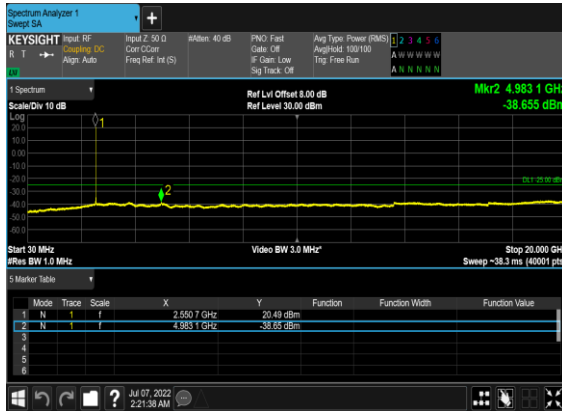 Spectrum Analyzer 1
Swept SA
+
KEYSIGHT
R T
Input: RF
Coupling: DC
Align: Auto
Input Z: 50 Ω
Corr CCorr
Freq Ref: Int (S)
#Atten: 40 dB
PNO: Fast
Gate: Off
IF Gain: Low
Sig Track: Off
Avg Type: Power (RMS)
Avg|Hold: 100/100
Trig: Free Run
1 2 3 4 5 6
A W W W W W
A N N N N N
1 Spectrum
Scale/Div 10 dB
Ref Lvl Offset 8.00 dB
Ref Level 30.00 dBm
Mkr2 4.983 1 GHz
-38.655 dBm
Log
20.0
10.0
0.00
-10.0
-20.0
-30.0
-40.0
-50.0
-60.0
1
2
DL1 -25.00 dB
Start 30 MHz
#Res BW 1.0 MHz
Video BW 3.0 MHz*
Stop 20.000 GH
Sweep ~38.3 ms (40001 pts
5 Marker Table
Mode Trace Scale X Y Function Function Width Function Value
1 N 1 f 2.550 7 GHz 20.49 dBm
2 N 1 f 4.983 1 GHz -38.65 dBm
3
4
5
6
?
Jul 07, 2022
2:21:38 AM